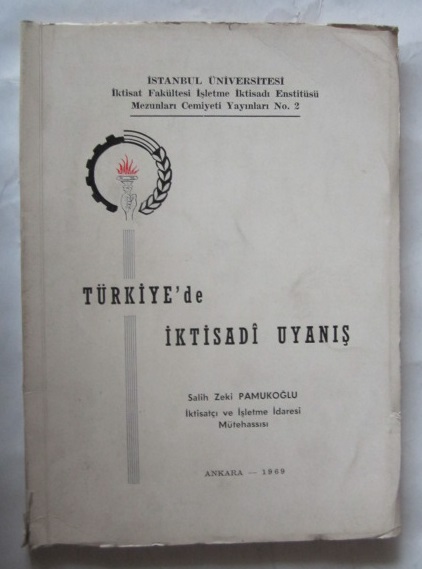 İSTANBUL ÜNİVERSİTESİ
İktisat Fakültesi İşletme İktisadı Enstitüsü
Mezunları Cemiyeti Yayınları No. 2
TÜRKİYE'de
İKTİSADÎ UYANIŞ
Salih Zeki PAMUKOĞLU
İktisatçı ve İşletme İdaresi
Mütehassısı
ANKARA — 1969